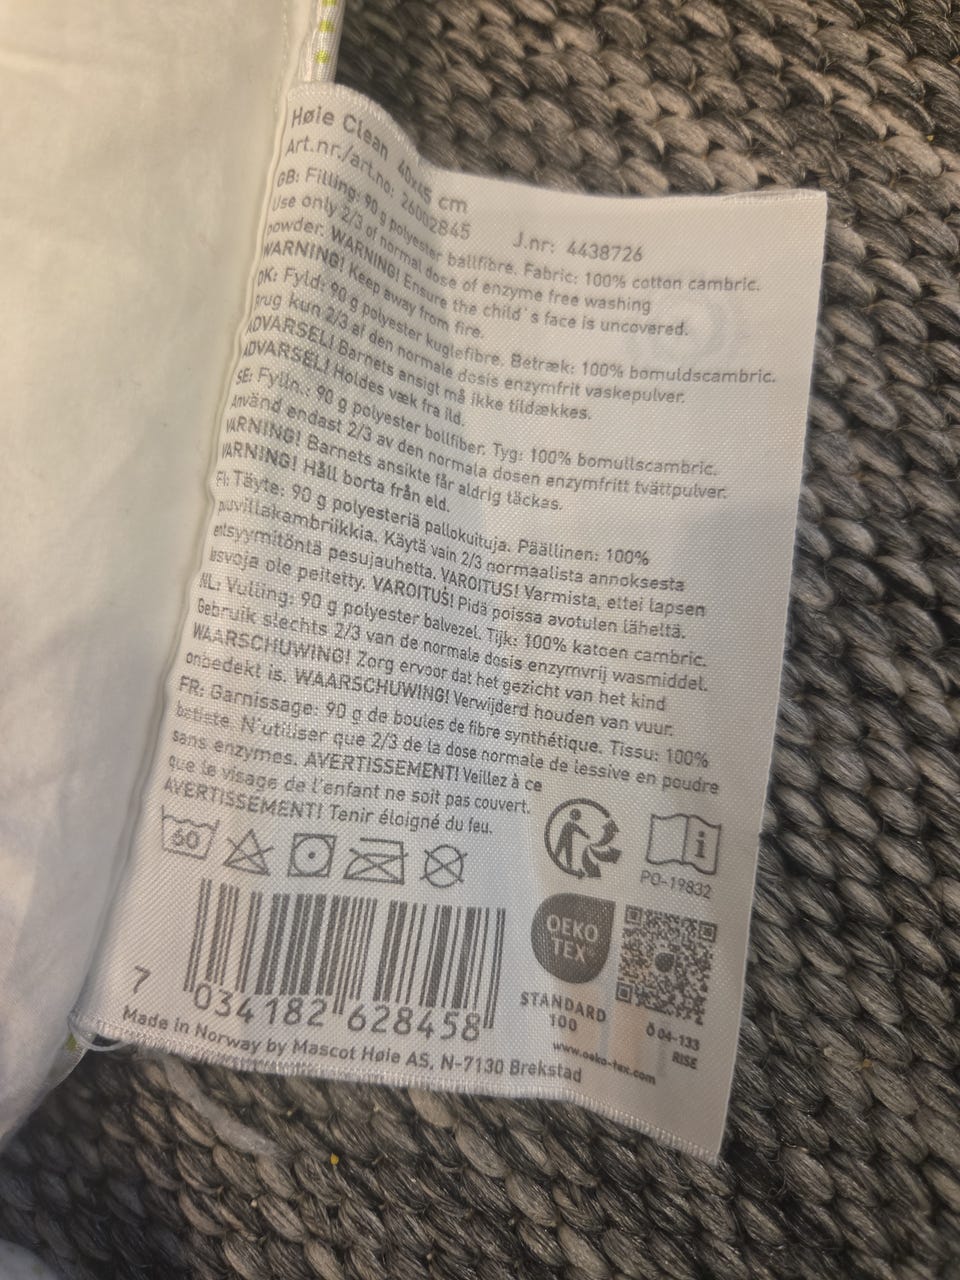 Høie Clean 40x45 cm
Art.nr./art.no: 26002845 J.nr: 4438726
GB: Filling: 90 g polyester ballfibre. Fabric: 100% cotton cambric.
Use only 2/3 of normal dose of enzyme free washing
powder. WARNING! Ensure the child's face is uncovered.
WARNING! Keep away from fire.
DK: Fyld: 90 g polyester kuglefibre. Betræk: 100% bomuldscambric.
Brug kun 2/3 af den normale dosis enzymfrit vaskepulver.
ADVARSEL! Barnets ansigt må ikke tildækkes.
ADVARSEL! Holdes væk fra ild.
SE: Fylln.: 90 g polyester bollfiber. Tyg: 100% bomullscambric.
Använd endast 2/3 av den normala dosen enzymfritt tvättpulver.
VARNING! Barnets ansikte får aldrig täckas.
VARNING! Håll borta från eld.
FI: Täyte: 90 g polyesteriä pallokuituja. Päällinen: 100%
puuvillakambriikkia. Käytä vain 2/3 normaalista annoksesta
entsyymitöntä pesujauhetta. VAROITUS! Varmista, ettei lapsen
kasvoja ole peitetty. VAROITUS! Pidä poissa avotulen läheltä.
NL: Vulling: 90 g polyester balvezel. Tijk: 100% katoen cambric.
Gebruik slechts 2/3 van de normale dosis enzymvrij wasmiddel.
WAARSCHUWING! Zorg ervoor dat het gezicht van het kind
onbedekt is. WAARSCHUWING! Verwijderd houden van vuur.
FR: Garnissage: 90 g de boules de fibre synthétique. Tissu: 100%
batiste. N'utiliser que 2/3 de la dose normale de lessive en poudre
sans enzymes. AVERTISSEMENT! Veillez à ce
que le visage de l'enfant ne soit pas couvert.
AVERTISSEMENT! Tenir éloigné du feu.
60
PO-19832
OEKO
TEX®
STANDARD
100
ö 04-133
RISE
www.oeko-tex.com
7 034182 628458
Made in Norway by Mascot Høie AS, N-7130 Brekstad